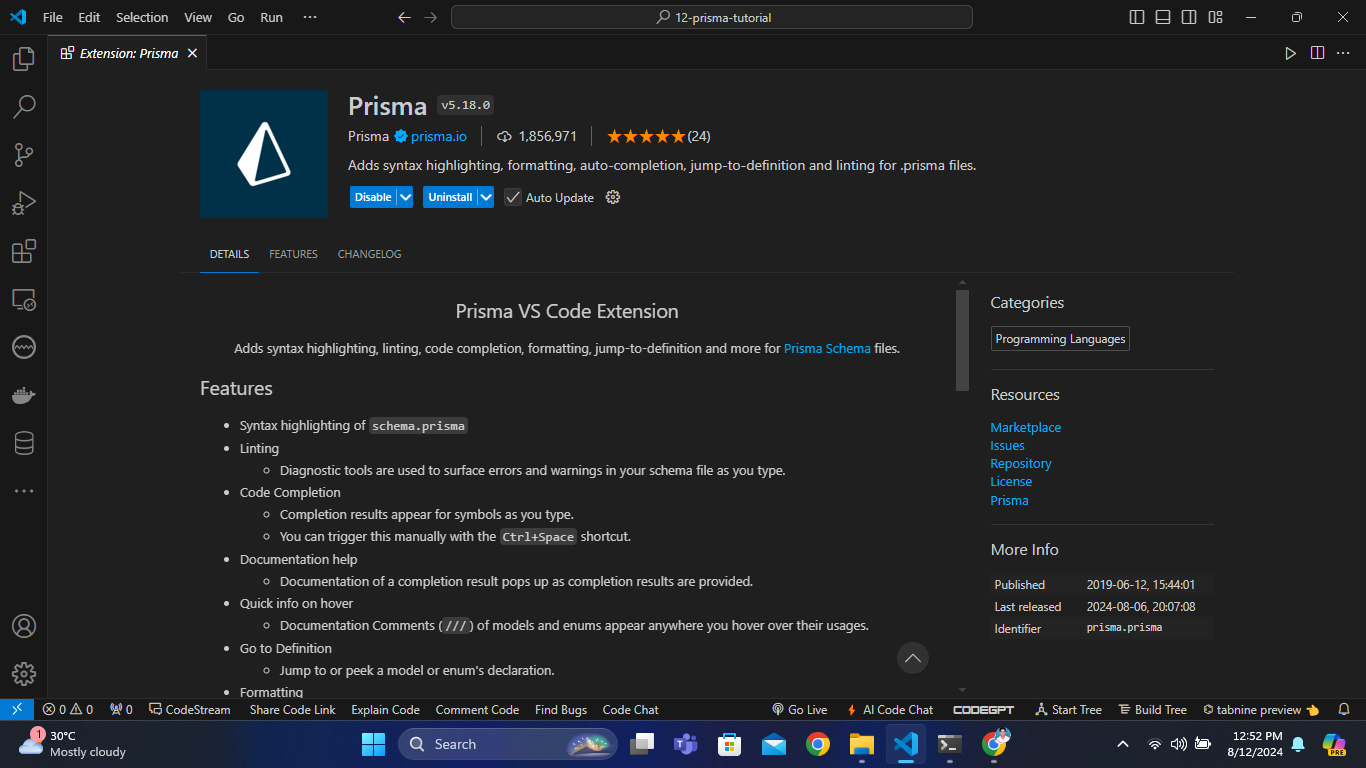 File Edit Selection View Go Run ···
12-prisma-tutorial
Extension: Prisma
Prisma v5.18.0
Prisma prisma.io 1,856,971 (24)
Adds syntax highlighting, formatting, auto-completion, jump-to-definition and linting for .prisma files.
Disable Uninstall Auto Update
DETAILS FEATURES CHANGELOG
Prisma VS Code Extension
Adds syntax highlighting, linting, code completion, formatting, jump-to-definition and more for Prisma Schema files.
Features
Syntax highlighting of schema.prisma
Linting
Diagnostic tools are used to surface errors and warnings in your schema file as you type.
Code Completion
Completion results appear for symbols as you type.
You can trigger this manually with the Ctrl+Space shortcut.
Documentation help
Documentation of a completion result pops up as completion results are provided.
Quick info on hover
Documentation Comments (///) of models and enums appear anywhere you hover over their usages.
Go to Definition
Jump to or peek a model or enum's declaration.
Formatting
Categories
Programming Languages
Resources
Marketplace
Issues
Repository
License
Prisma
More Info
Published 2019-06-12, 15:44:01
Last released 2024-08-06, 20:07:08
Identifier prisma.prisma
0 0 0 CodeStream Share Code Link Explain Code Comment Code Find Bugs Code Chat Go Live AI Code Chat CODEGPT Start Tree Build Tree tabnine preview
1
30°C
Mostly cloudy
Search
PRE
12:52 PM
8/12/2024